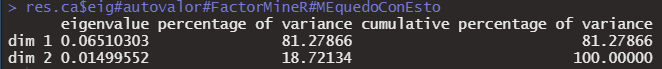 > res.ca$eig#autovalor#FactorMineR#MEquedoConEsto
eigenvalue percentage of variance cumulative percentage of variance
dim 1 0.06510303 81.27866 81.27866
dim 2 0.01499552 18.72134 100.00000